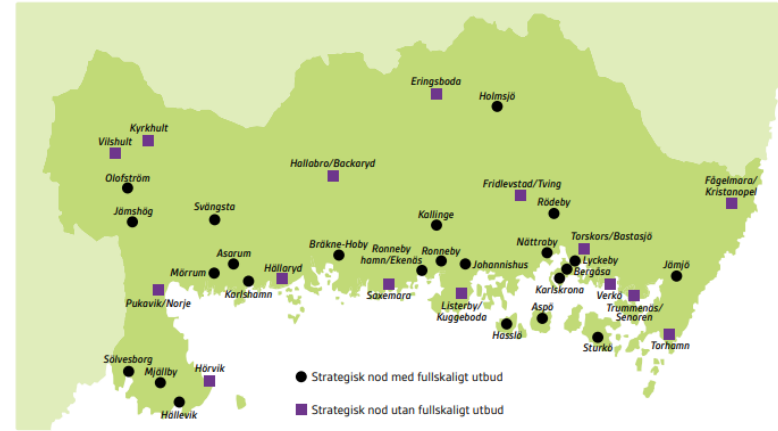 Eringsboda
Holmsjö
Kyrkhult
Vilshult
Hallabro/Backaryd
Olofström
Fridlevstad/Tving
Fågelmara/
Kristanopel
Jämshög
Svängsta
Kallinge
Rödeby
Torskors/Bastasjö
Nättraby
Lyckeby
Bergåsa
Bräkne-Hoby
Ronneby
hamn/Ekenäs
Ronneby
Johannishus
Asarum
Mörrum
Hällaryd
Jämjö
Karlshamn
Karlskrona
Pukavik/Norje
Saxemara
Listerby/
Kuggeboda
Verkö
Trummenäs/
Senoren
Aspö
Hasslö
Sturkö
Torhamn
Sölvesborg
Mjällby
Hörvik
Hällevik
Strategisk nod med fullskaligt utbud
Strategisk nod utan fullskaligt utbud